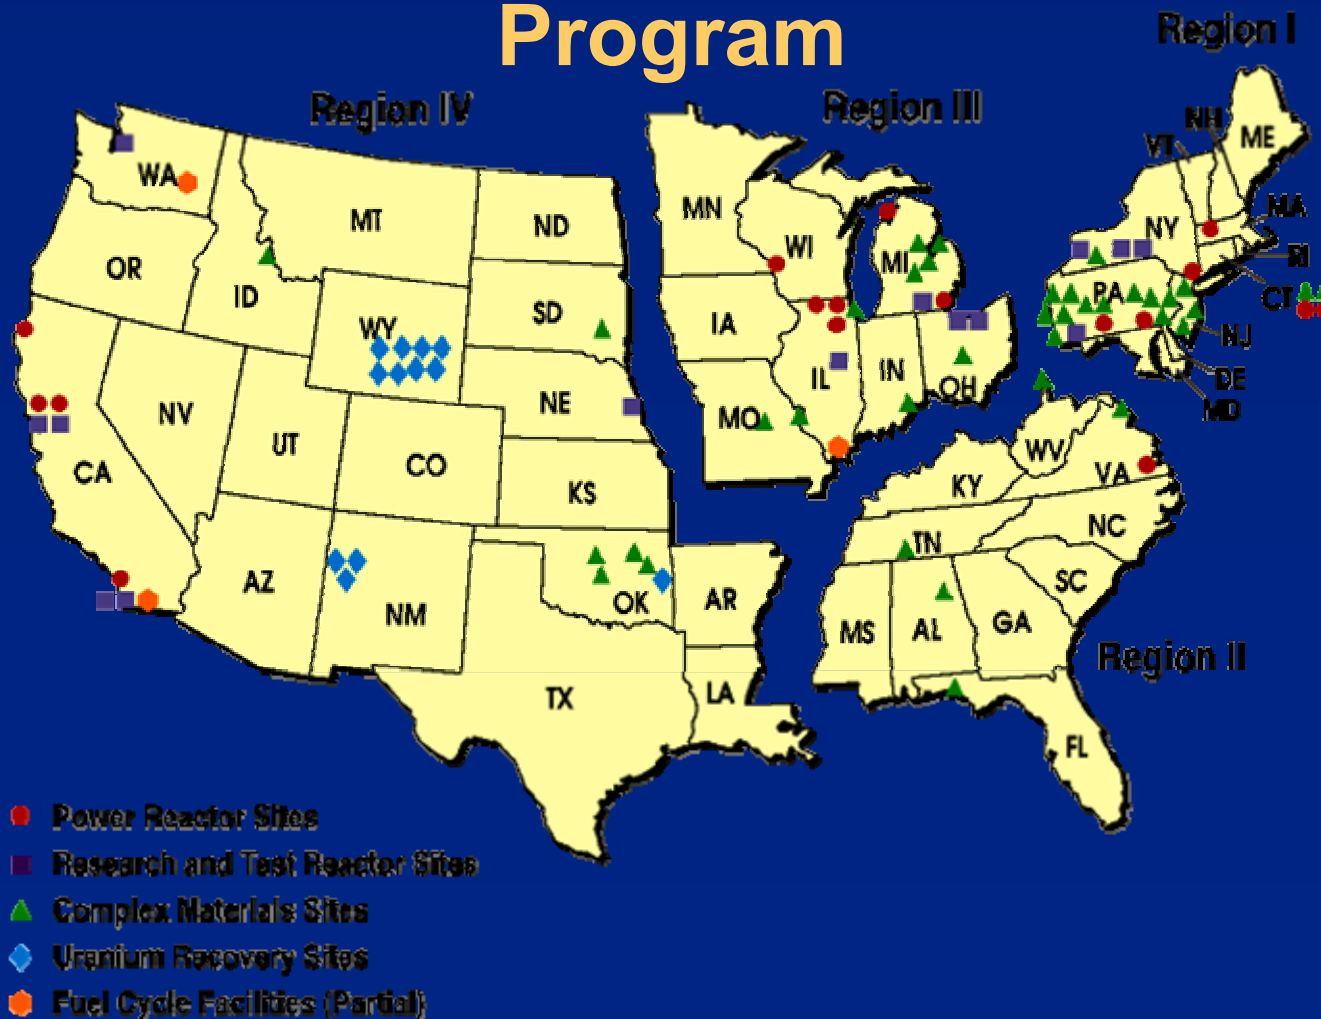 Program
Region I
Region IV
Region III
NH
VT
ME
WA
MT
ND
MN
WI
MI
NY
MA
RI
CT
OR
ID
WY
SD
IA
PA
NJ
DE
MD
NV
UT
CO
NE
IL
IN
OH
MO
CA
KS
WV
VA
KY
NC
TN
SC
AZ
NM
OK
AR
MS
AL
GA
Region II
TX
LA
FL
Power Reactor Sites
Research and Test Reactor Sites
Complex Materials Sites
Uranium Recovery Sites
Fuel Cycle Facilities (Partial)